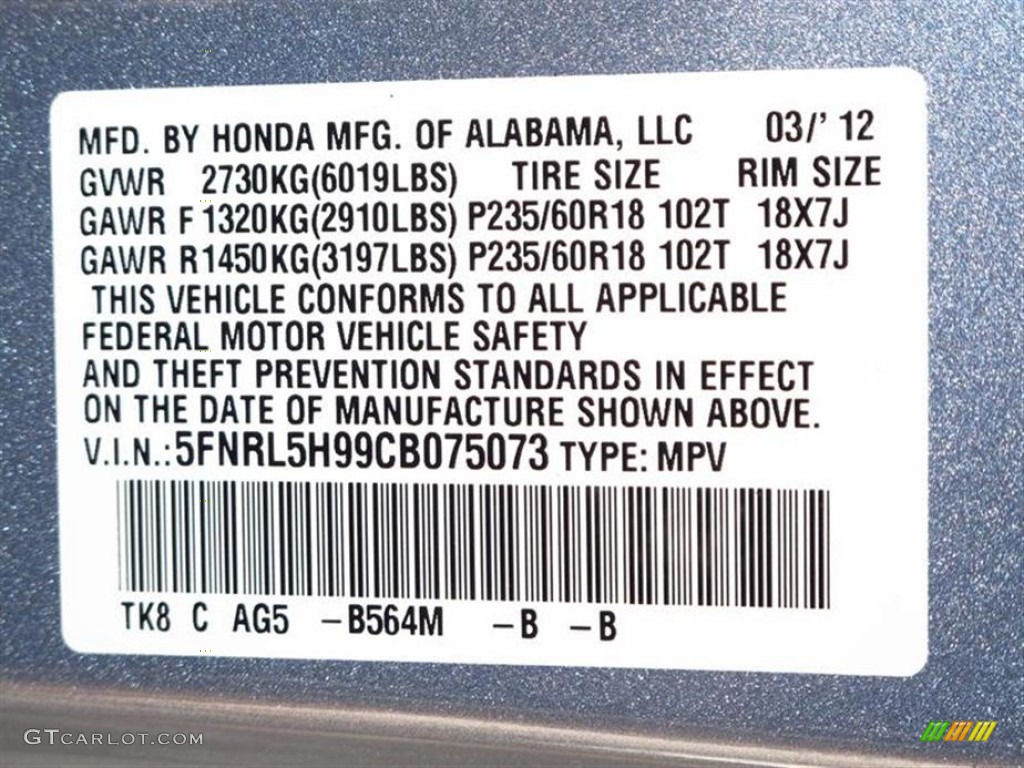 MFD. BY HONDA MFG. OF ALABAMA, LLC 03/' 12
GVWR 2730KG(6019LBS) TIRE SIZE RIM SIZE
GAWR F 1320KG(2910LBS) P235/60R18 102T 18X7J
GAWR R1450KG(3197LBS) P235/60R18 102T 18X7J
THIS VEHICLE CONFORMS TO ALL APPLICABLE
FEDERAL MOTOR VEHICLE SAFETY
AND THEFT PREVENTION STANDARDS IN EFFECT
ON THE DATE OF MANUFACTURE SHOWN ABOVE.
V.I.N.:5FNRL5H99CB075073 TYPE: MPV
TK8 C AG5 -B564M -B -B
GTCARLOT.COM